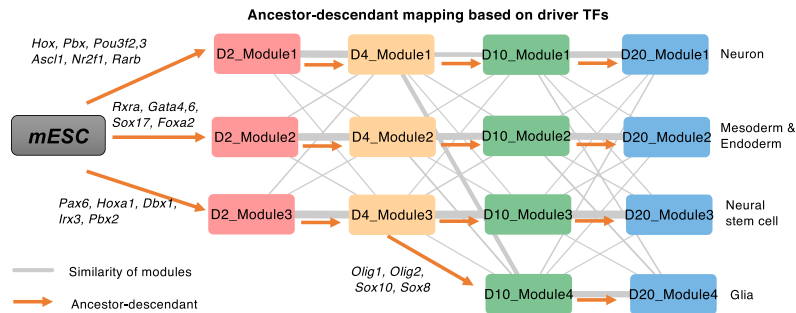 Ancestor-descendant mapping based on driver TFs
Hox, Pbx, Pou3f2,3
Ascl1, Nr2f1, Rarb
D2_Module1
D4_Module1
D10_Module1
D20_Module1
Neuron
Rxra, Gata4,6,
Sox17, Foxa2
mESC
D2_Module2
D4_Module2
D10_Module2
D20_Module2
Mesoderm &
Endoderm
Pax6, Hoxa1, Dbx1,
Irx3, Pbx2
D2_Module3
D4_Module3
D10_Module3
D20_Module3
Neural
stem cell
Olig1, Olig2,
Sox10, Sox8
D10_Module4
D20_Module4
Glia
Similarity of modules
Ancestor-descendant